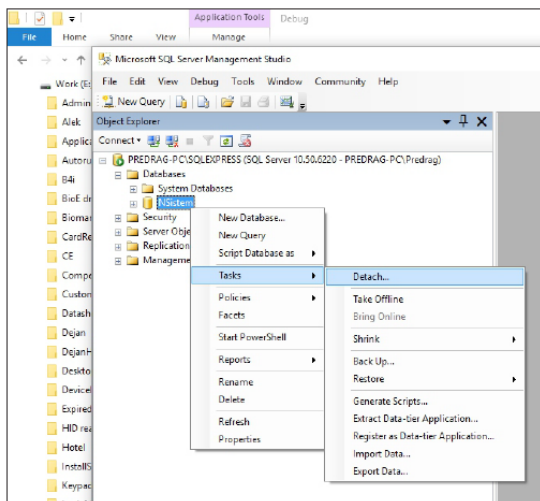 Application Tools Debug
File Home Share View Manage
Microsoft SQL Server Management Studio
File Edit View Debug Tools Window Community Help
New Query
Object Explorer
Connect
PREDRAG-PC\SQLEXPRESS (SQL Server 10.50.6220 - PREDRAG-PC\Predrag)
Databases
System Databases
NSistem
Security
Server Obje
Replication
Manageme
New Database...
New Query
Script Database as
Tasks
Policies
Facets
Start PowerShell
Reports
Rename
Delete
Refresh
Properties
Detach...
Take Offline
Bring Online
Shrink
Back Up...
Restore
Generate Scripts...
Extract Data-tier Application...
Register as Data-tier Application...
Import Data...
Export Data...
Work (E:
Admin
Alek
Applica
Autoru
B4i
BioE dr
Biomar
CardRe
CE
Compe
Custon
Datash
Dejan
DejanH
Deskto
Device
Expired
HID rea
Hotel
InstallS
Keypac